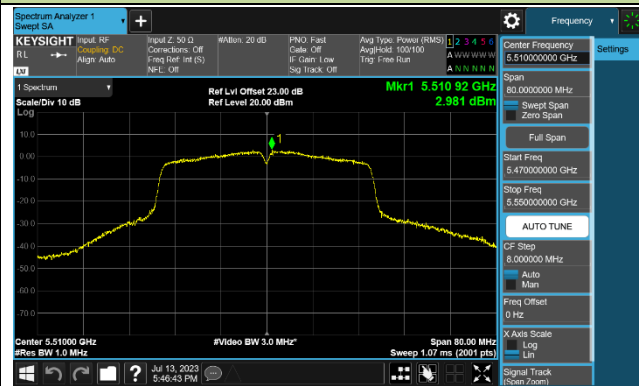 Spectrum Analyzer 1
Swept SA
Frequency
KEYSIGHT
RL
LXI
Input: RF
Coupling: DC
Align: Auto
Input Z: 50 Ω
Corrections: Off
Freq Ref: Int (S)
NFE: Off
#Atten: 20 dB
PNO: Fast
Gate: Off
IF Gain: Low
Sig Track: Off
Avg Type: Power (RMS)
Avg|Hold: 100/100
Trig: Free Run
1 2 3 4 5 6
A W W W W W
A N N N N N
1 Spectrum
Scale/Div 10 dB
Log
Ref Lvl Offset 23.00 dB
Ref Level 20.00 dBm
Mkr1 5.510 92 GHz
2.981 dBm
1
10.0
0.00
-10.0
-20.0
-30.0
-40.0
-50.0
-60.0
-70.0
Center 5.51000 GHz
#Res BW 1.0 MHz
#Video BW 3.0 MHz*
Span 80.00 MHz
Sweep 1.07 ms (2001 pts)
Jul 13, 2023
5:46:43 PM
Center Frequency
5.510000000 GHz
Settings
Span
80.0000000 MHz
Swept Span
Zero Span
Full Span
Start Freq
5.470000000 GHz
Stop Freq
5.550000000 GHz
AUTO TUNE
CF Step
8.000000 MHz
Auto
Man
Freq Offset
0 Hz
X Axis Scale
Log
Lin
Signal Track
(Span Zoom)